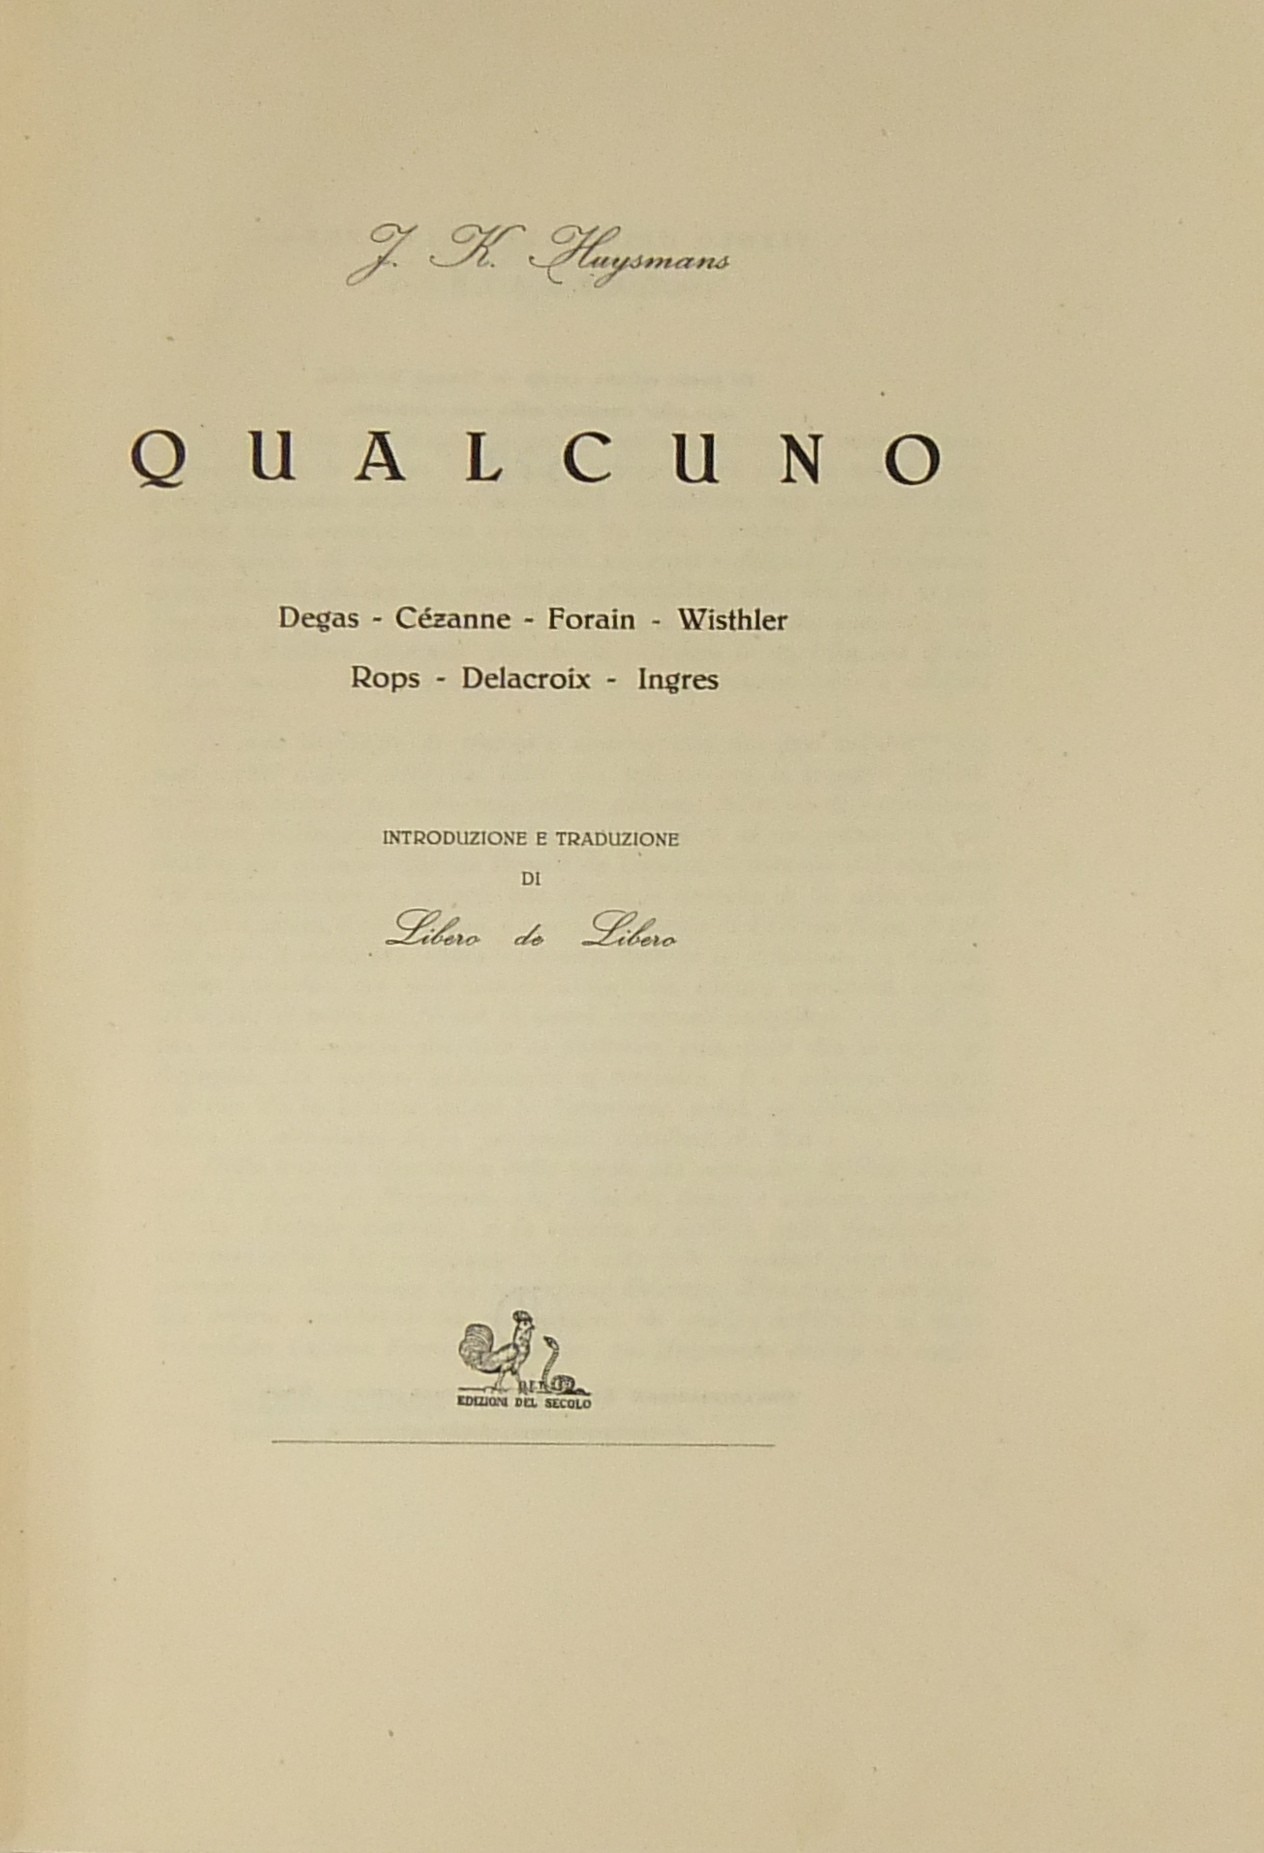 J. K. Huysmans
QUALCUNO
Degas - Cézanne - Forain - Wisthler
Rops - Delacroix - Ingres
INTRODUZIONE E TRADUZIONE
DI
Libero de Libero
EDIZIONI DEL SECOLO